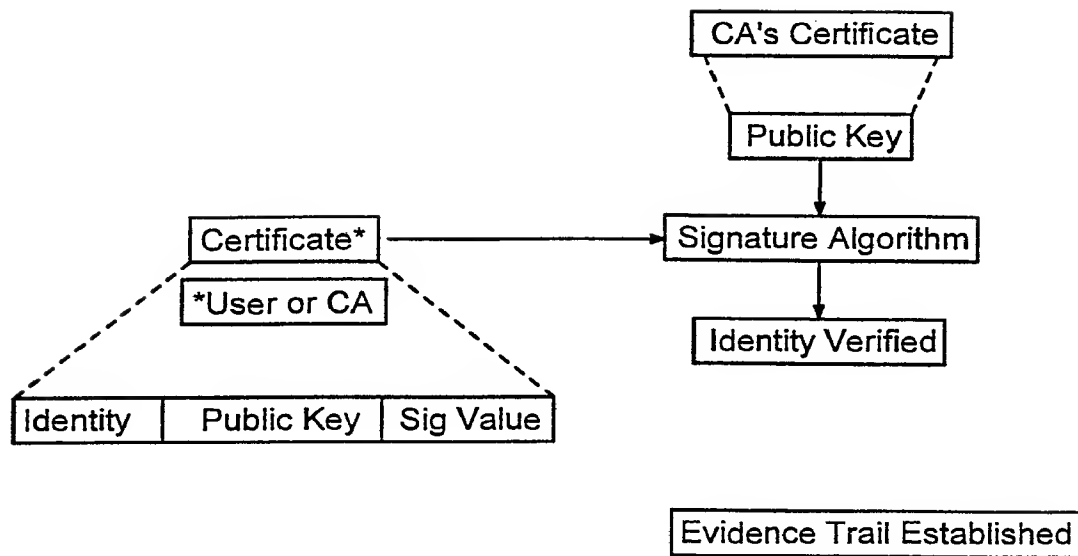 CA's Certificate
Public Key
Certificate*
Signature Algorithm
*User or CA
Identity Verified
Identity Public Key Sig Value
Evidence Trail Established